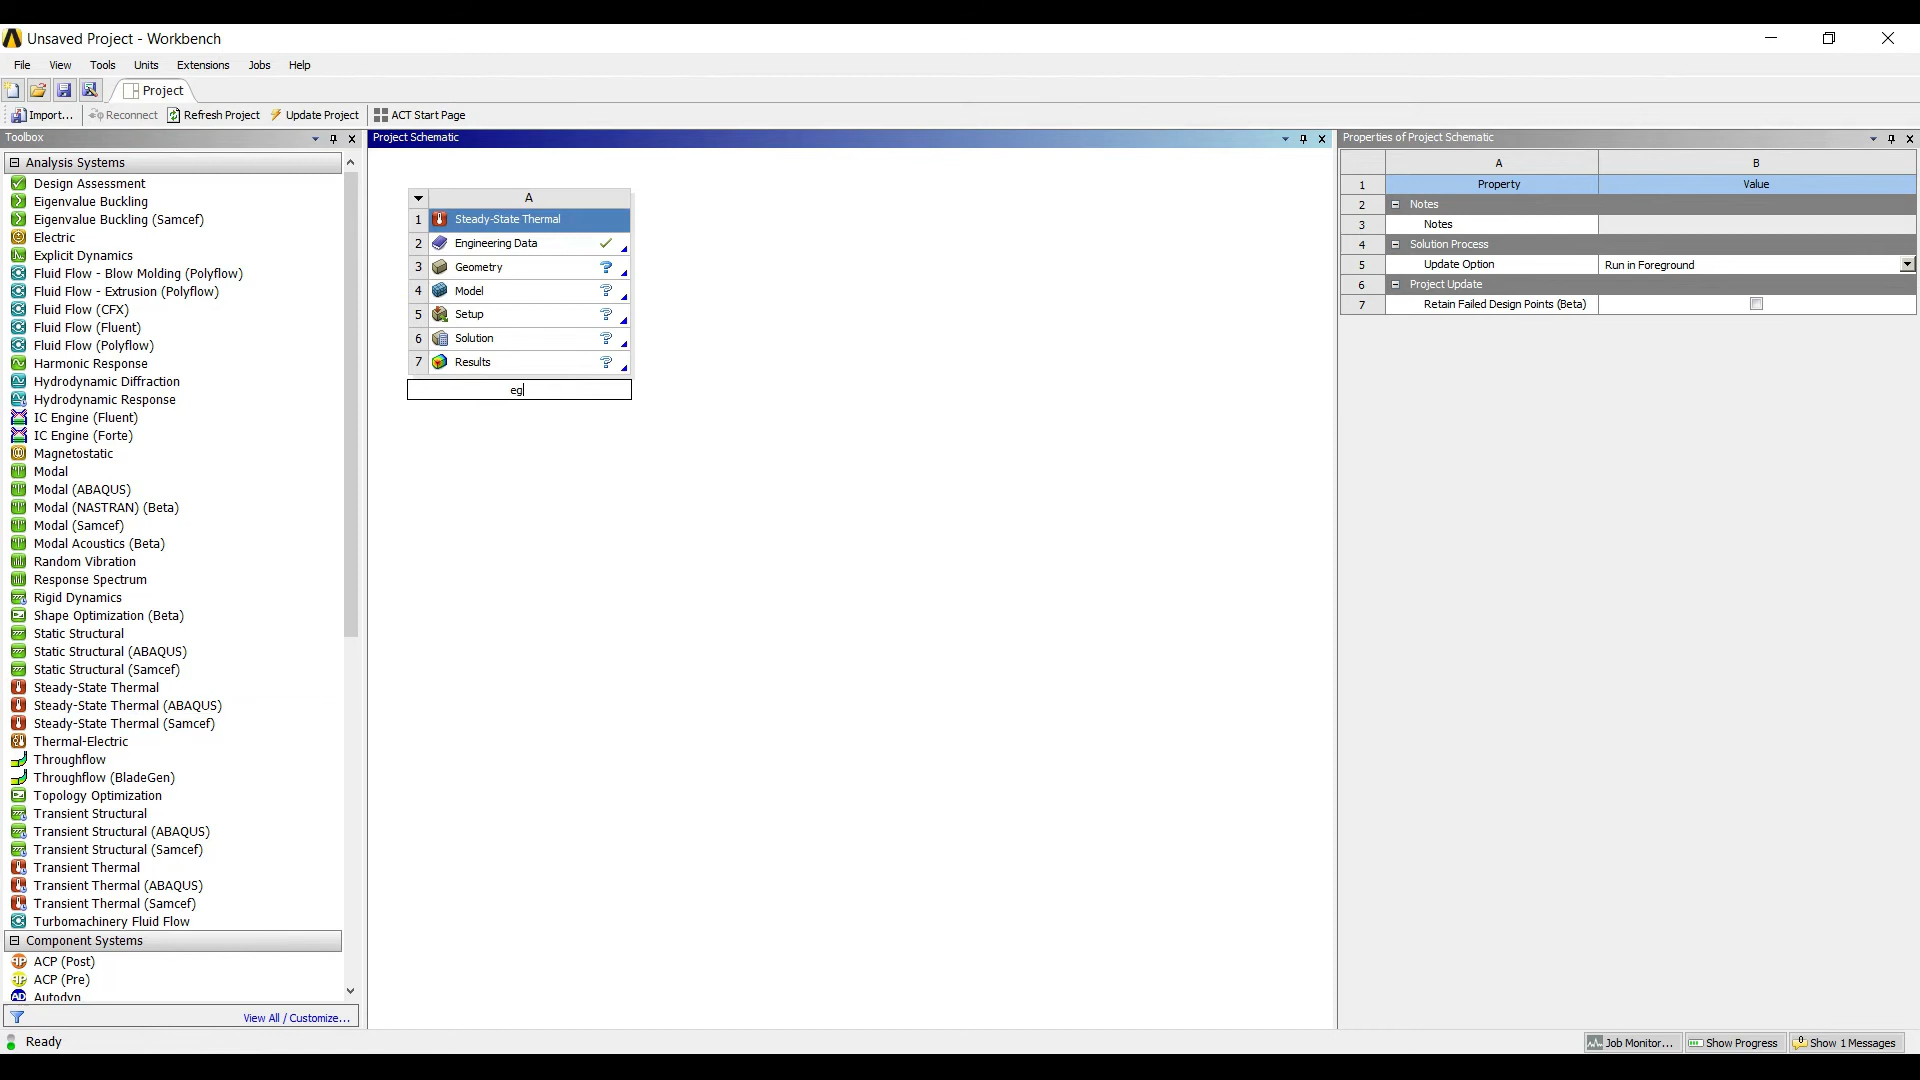 Unsaved Project - Workbench
File View Tools Units Extensions Jobs Help
Project
Import... Reconnect Refresh Project Update Project ACT Start Page
Toolbox
Analysis Systems
Design Assessment
Eigenvalue Buckling
Eigenvalue Buckling (Samcef)
Electric
Explicit Dynamics
Fluid Flow - Blow Molding (Polyflow)
Fluid Flow - Extrusion (Polyflow)
Fluid Flow (CFX)
Fluid Flow (Fluent)
Fluid Flow (Polyflow)
Harmonic Response
Hydrodynamic Diffraction
Hydrodynamic Response
IC Engine (Fluent)
IC Engine (Forte)
Magnetostatic
Modal
Modal (ABAQUS)
Modal (NASTRAN) (Beta)
Modal (Samcef)
Modal Acoustics (Beta)
Random Vibration
Response Spectrum
Rigid Dynamics
Shape Optimization (Beta)
Static Structural
Static Structural (ABAQUS)
Static Structural (Samcef)
Steady-State Thermal
Steady-State Thermal (ABAQUS)
Steady-State Thermal (Samcef)
Thermal-Electric
Throughflow
Throughflow (BladeGen)
Topology Optimization
Transient Structural
Transient Structural (ABAQUS)
Transient Structural (Samcef)
Transient Thermal
Transient Thermal (ABAQUS)
Transient Thermal (Samcef)
Turbomachinery Fluid Flow
Component Systems
ACP (Post)
ACP (Pre)
Autodyn
View All / Customize...
Project Schematic
A
1 Steady-State Thermal
2 Engineering Data
3 Geometry ?
4 Model ?
5 Setup ?
6 Solution ?
7 Results ?
eg
Properties of Project Schematic
A B
1 Property Value
2 Notes
3 Notes
4 Solution Process
5 Update Option Run in Foreground
6 Project Update
7 Retain Failed Design Points (Beta)
Ready
Job Monitor... Show Progress Show 1 Messages